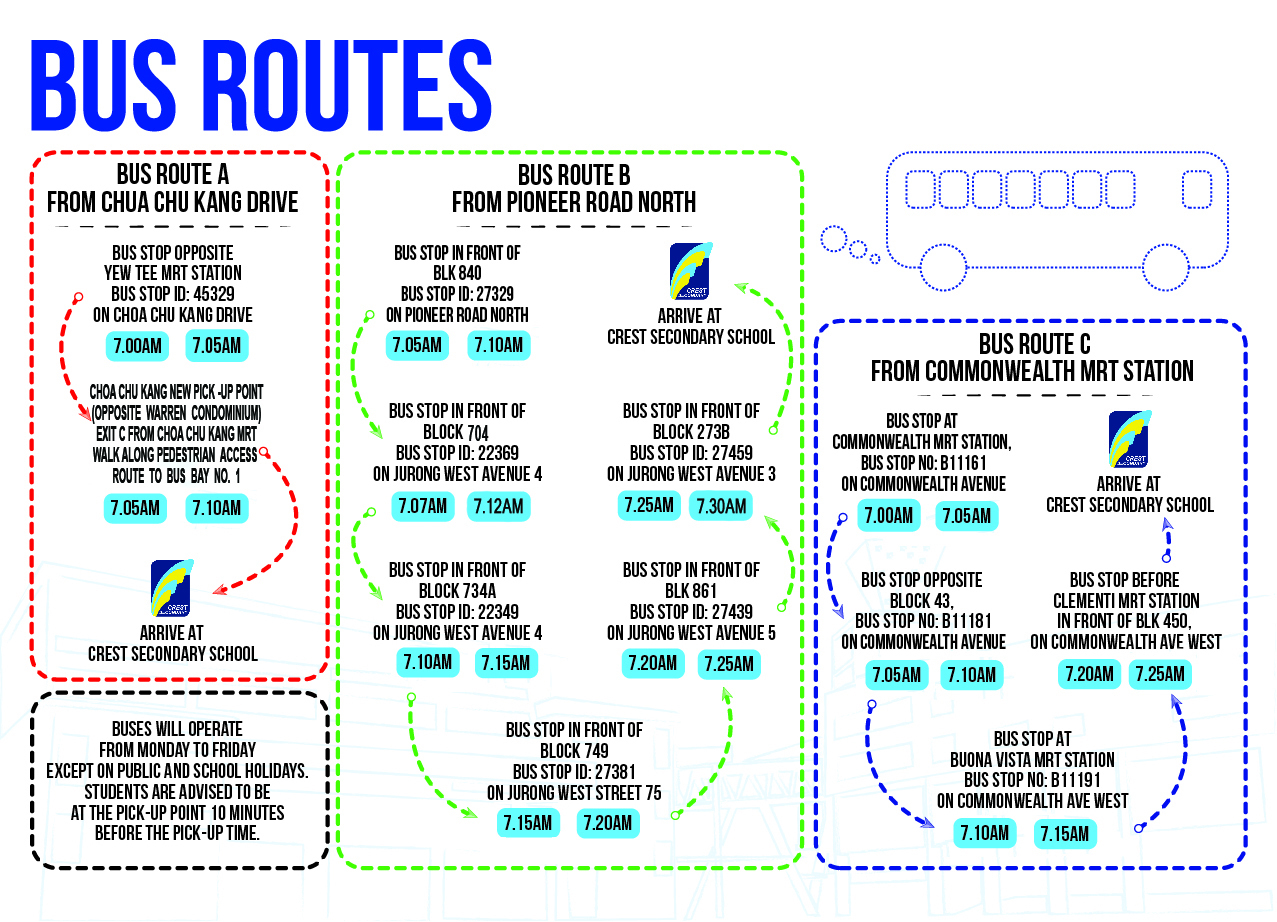 BUS ROUTES
BUS ROUTE A
FROM CHUA CHU KANG DRIVE
BUS STOP OPPOSITE
YEW TEE MRT STATION
BUS STOP ID: 45329
ON CHOA CHU KANG DRIVE
7.00AM 7.05AM
CHOA CHU KANG NEW PICK -UP POINT
(OPPOSITE WARREN CONDOMINIUM)
EXIT C FROM CHOA CHU KANG MRT
WALK ALONG PEDESTRIAN ACCESS
ROUTE TO BUS BAY NO. 1
7.05AM 7.10AM
CREST
SECONDARY
ARRIVE AT
CREST SECONDARY SCHOOL
BUSES WILL OPERATE
FROM MONDAY TO FRIDAY
EXCEPT ON PUBLIC AND SCHOOL HOLIDAYS.
STUDENTS ARE ADVISED TO BE
AT THE PICK-UP POINT 10 MINUTES
BEFORE THE PICK-UP TIME.
BUS ROUTE B
FROM PIONEER ROAD NORTH
BUS STOP IN FRONT OF
BLK 840
BUS STOP ID: 27329
ON PIONEER ROAD NORTH
7.05AM 7.10AM
BUS STOP IN FRONT OF
BLOCK 704
BUS STOP ID: 22369
ON JURONG WEST AVENUE 4
7.07AM 7.12AM
BUS STOP IN FRONT OF
BLOCK 734A
BUS STOP ID: 22349
ON JURONG WEST AVENUE 4
7.10AM 7.15AM
BUS STOP IN FRONT OF
BLOCK 749
BUS STOP ID: 27381
ON JURONG WEST STREET 75
7.15AM 7.20AM
BUS STOP IN FRONT OF
BLK 861
BUS STOP ID: 27439
ON JURONG WEST AVENUE 5
7.20AM 7.25AM
BUS STOP IN FRONT OF
BLOCK 273B
BUS STOP ID: 27459
ON JURONG WEST AVENUE 3
7.25AM 7.30AM
CREST
SECONDARY
ARRIVE AT
CREST SECONDARY SCHOOL
BUS ROUTE C
FROM COMMONWEALTH MRT STATION
BUS STOP AT
COMMONWEALTH MRT STATION,
BUS STOP NO: B11161
ON COMMONWEALTH AVENUE
7.00AM 7.05AM
BUS STOP OPPOSITE
BLOCK 43,
BUS STOP NO: B11181
ON COMMONWEALTH AVENUE
7.05AM 7.10AM
BUS STOP AT
BUONA VISTA MRT STATION
BUS STOP NO: B11191
ON COMMONWEALTH AVE WEST
7.10AM 7.15AM
BUS STOP BEFORE
CLEMENTI MRT STATION
IN FRONT OF BLK 450,
ON COMMONWEALTH AVE WEST
7.20AM 7.25AM
CREST
SECONDARY
ARRIVE AT
CREST SECONDARY SCHOOL